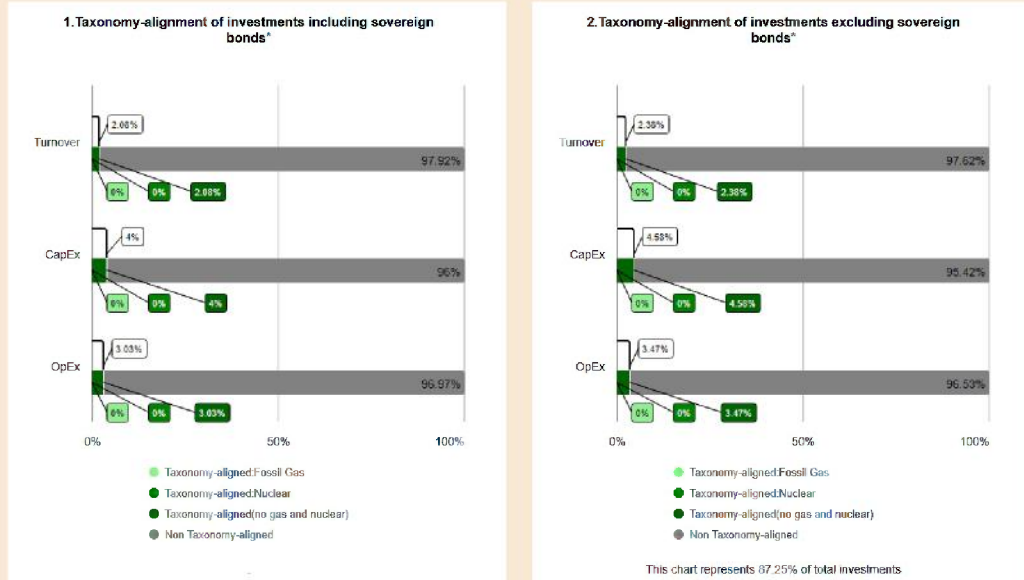 1.Taxonomy-alignment of investments including sovereign
bonds*
Turnover
2.08%
97.92%
0%
0%
2.08%
CapEx
4%
96%
0%
0%
4%
OpEx
3.03%
96.97%
0%
0%
3.03%
0%
50%
100%
Taxonomy-aligned:Fossil Gas
Taxonomy-aligned:Nuclear
Taxonomy-aligned(no gas and nuclear)
Non Taxonomy-aligned
2.Taxonomy-alignment of investments excluding sovereign
bonds*
Turnover
2.38%
97.62%
0%
0%
2.38%
CapEx
4.58%
95.42%
0%
0%
4.58%
OpEx
3.47%
96.53%
0%
0%
3.47%
0%
50%
100%
Taxonomy-aligned:Fossil Gas
Taxonomy-aligned:Nuclear
Taxonomy-aligned(no gas and nuclear)
Non Taxonomy-aligned
This chart represents 87.25% of total investments